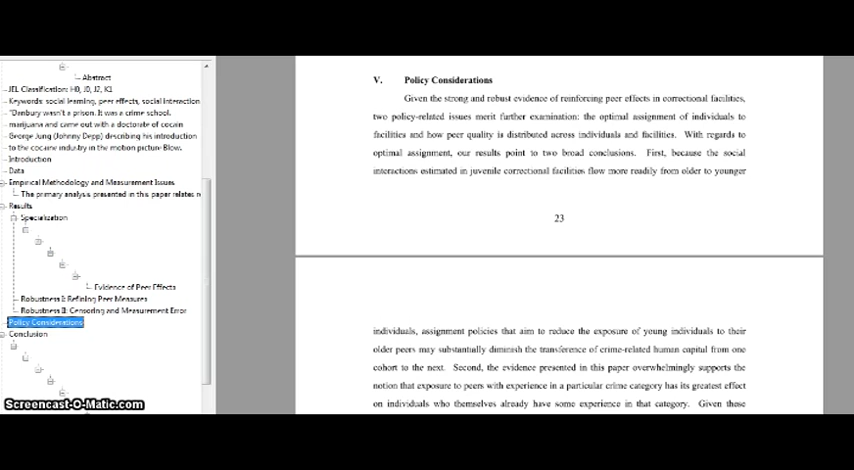 Abstract
JEL Classification: H0, J0, J2, K1
Keywords: social learning, peer effects, social interaction
"Danbury wasn't a prison. It was a crime school.
marijuana and came out with a doctorate of cocain
George Jung (Johnny Depp) describing his introduction
to the cocaine industry in the motion picture Blow.
Introduction
Data
Empirical Methodology and Measurement Issues
The primary analysis presented in this paper relates re
Results
Specialization
Evidence of Peer Effects
Robustness I: Refining Peer Measures
Robustness II: Censoring and Measurement Error
Policy Considerations
Conclusion
Screencast-O-Matic.com
V. Policy Considerations
Given the strong and robust evidence of reinforcing peer effects in correctional facilities,
two policy-related issues merit further examination: the optimal assignment of individuals to
facilities and how peer quality is distributed across individuals and facilities. With regards to
optimal assignment, our results point to two broad conclusions. First, because the social
interactions estimated in juvenile correctional facilities flow more readily from older to younger
23
individuals, assignment policies that aim to reduce the exposure of young individuals to their
older peers may substantially diminish the transference of crime-related human capital from one
cohort to the next. Second, the evidence presented in this paper overwhelmingly supports the
notion that exposure to peers with experience in a particular crime category has its greatest effect
on individuals who themselves already have some experience in that category. Given these